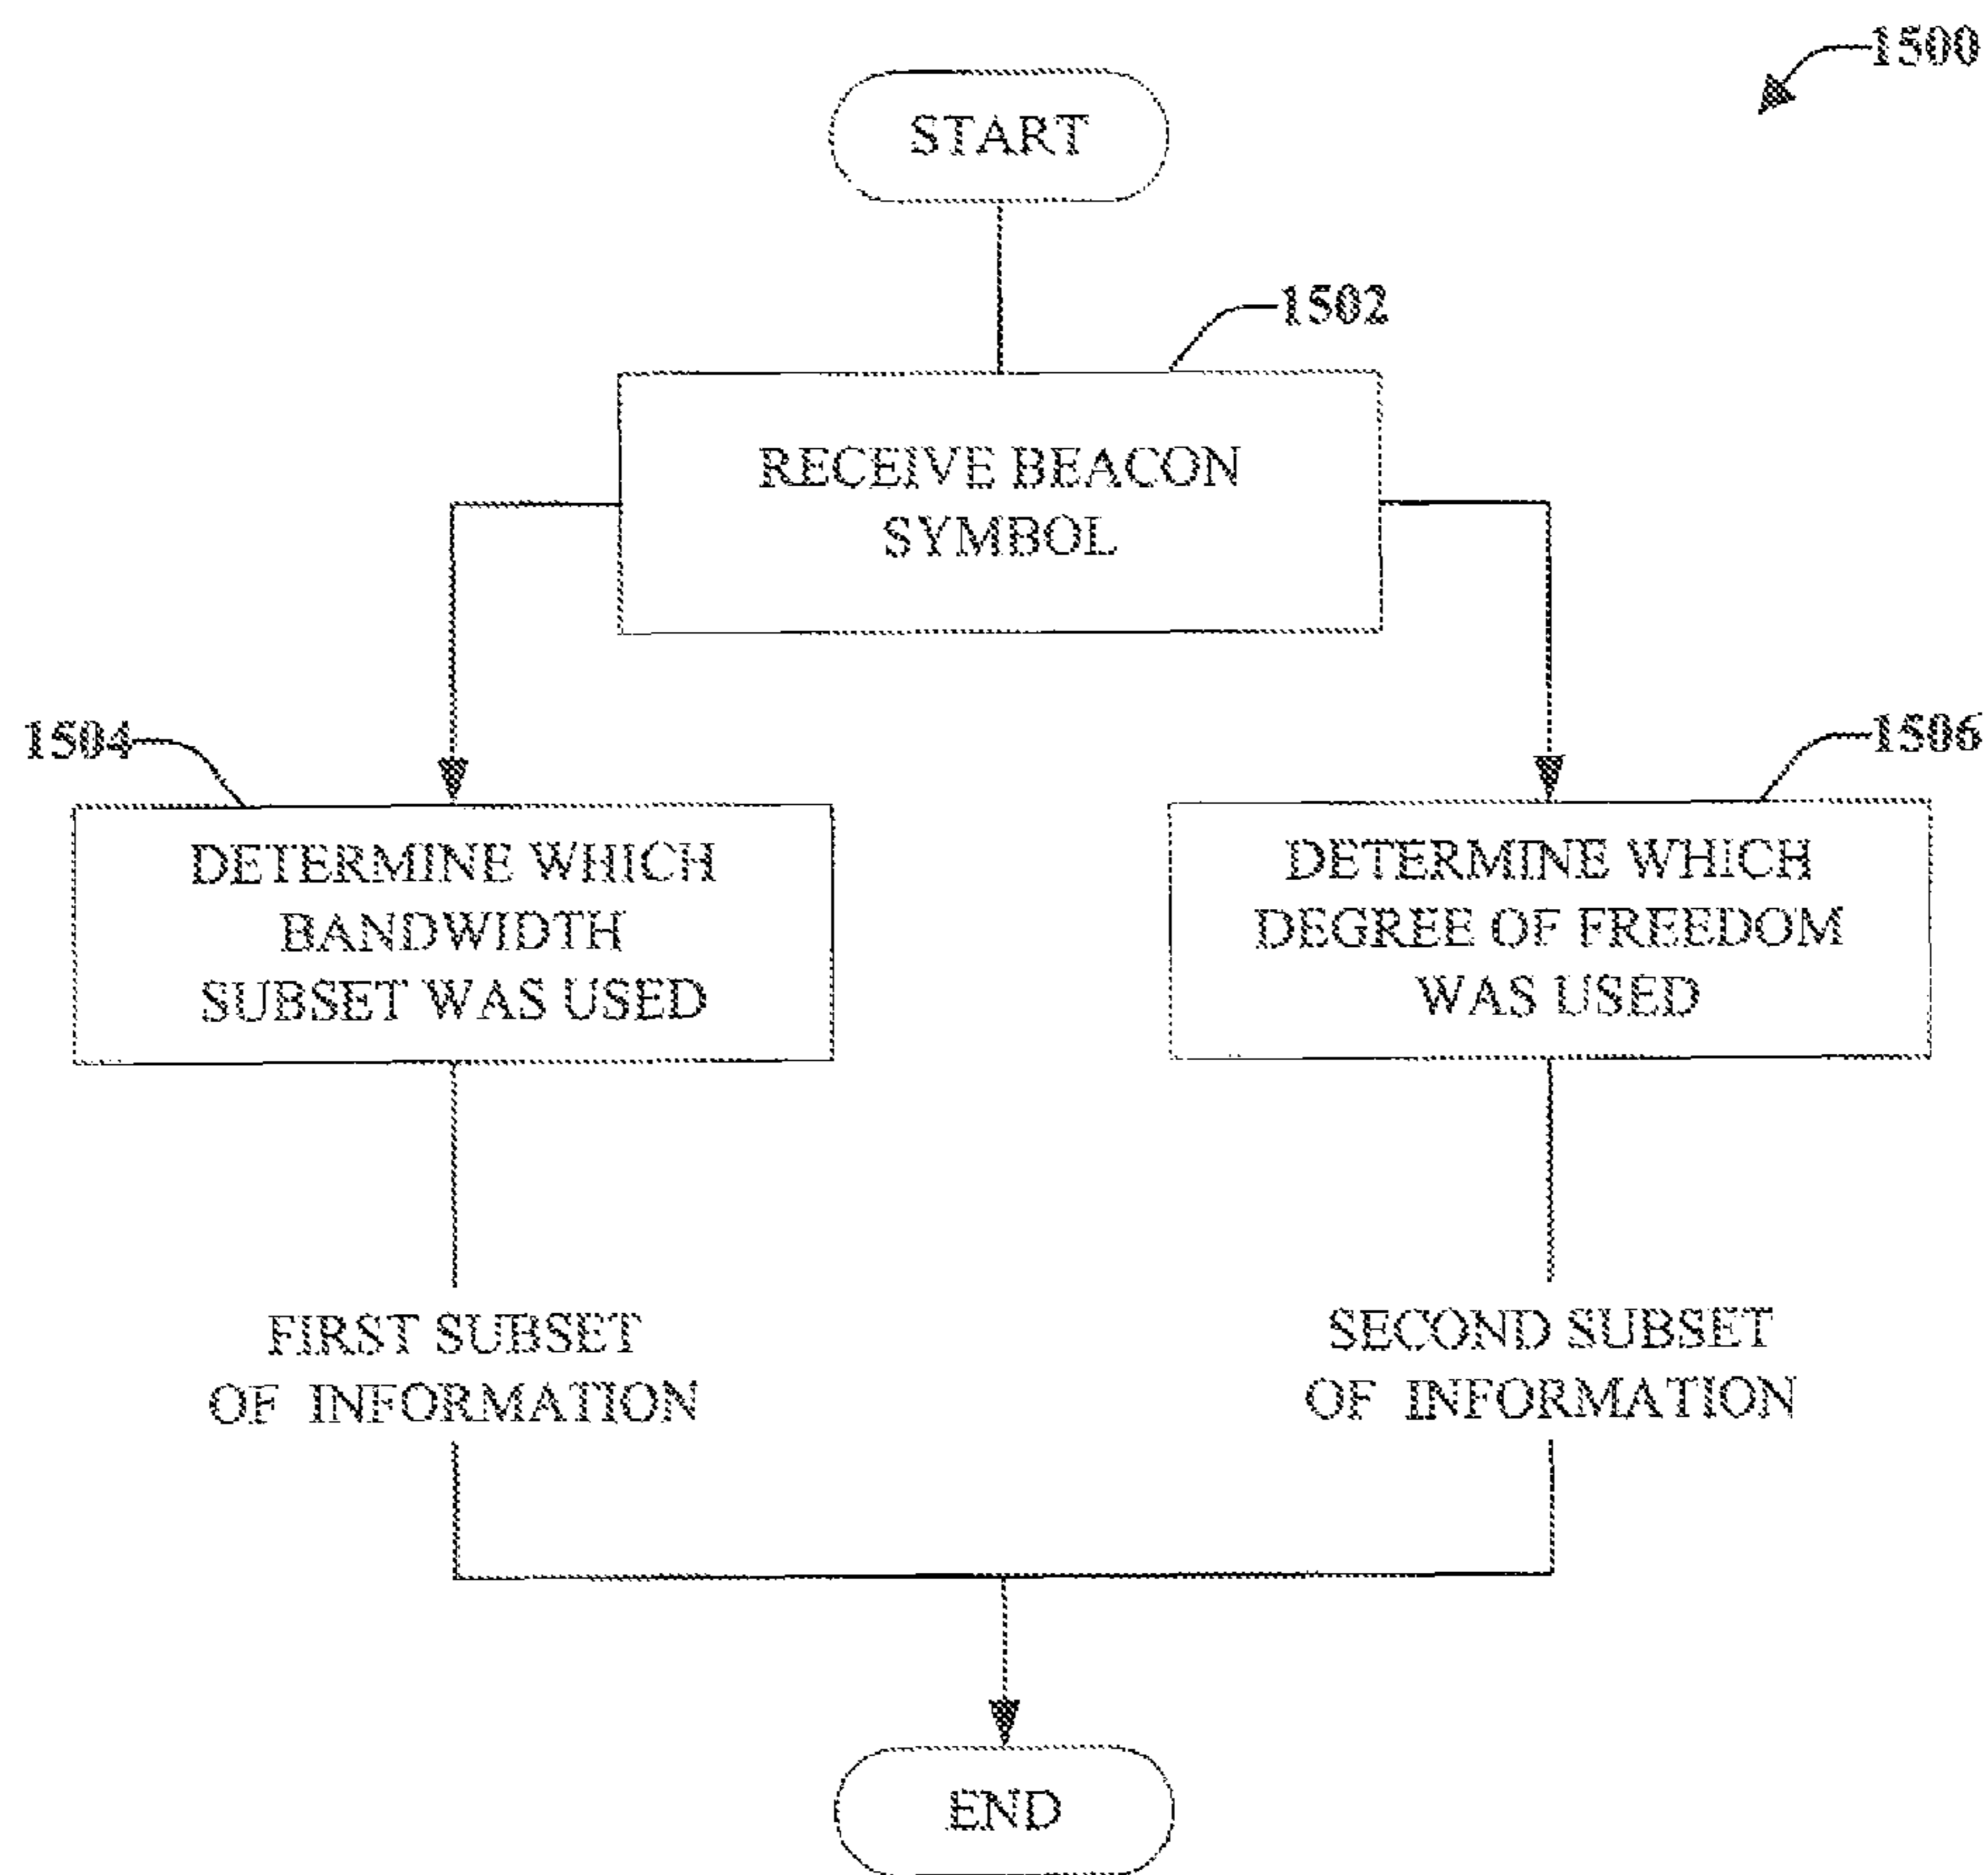 1500
START
1502
RECEIVE BEACON
SYMBOL
1504
1506
DETERMINE WHICH
BANDWIDTH
SUBSET WAS USED
DETERMINE WHICH
DEGREE OF FREEDOM
WAS USED
FIRST SUBSET
OF INFORMATION
SECOND SUBSET
OF INFORMATION
END